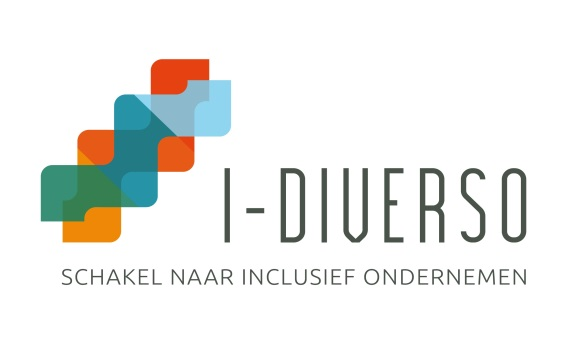 I-DIVERSO
SCHAKEL NAAR INCLUSIEF ONDERNEMEN